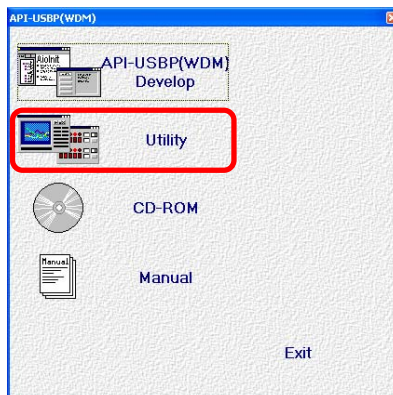 API-USBP(WDM)
AioInit
API-USBP(WDM)
Develop
Utility
CD-ROM
Manual
Manual
Exit